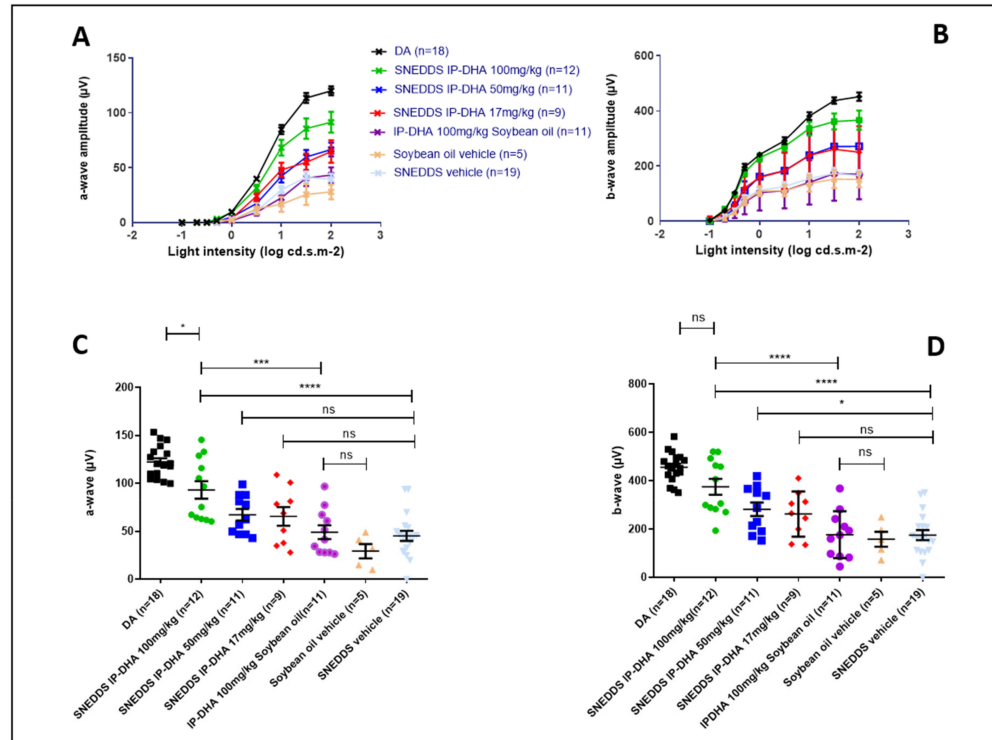 A
150
100
50
0
a-wave amplitude (µV)
-2
-1
0
1
2
3
Light intensity (log cd.s.m-2)
DA (n=18)
SNEDDS IP-DHA 100mg/kg (n=12)
SNEDDS IP-DHA 50mg/kg (n=11)
SNEDDS IP-DHA 17mg/kg (n=9)
IP-DHA 100mg/kg Soybean oil (n=11)
Soybean oil vehicle (n=5)
SNEDDS vehicle (n=19)
B
600
400
200
0
b-wave amplitude (µV)
-2
-1
0
1
2
3
Light intensity (log cd.s.m-2)
C
*
***
****
ns
ns
ns
200
150
100
50
0
a-wave (µV)
DA (n=18)
SNEDDS IP-DHA 100mg/kg (n=12)
SNEDDS IP-DHA 50mg/kg (n=11)
SNEDDS IP-DHA 17mg/kg (n=9)
IP-DHA 100mg/kg Soybean oil(n=11)
Soybean oil vehicle (n=5)
SNEDDS vehicle (n=19)
D
ns
****
****
*
ns
ns
800
600
400
200
0
b-wave (µV)
DA (n=18)
SNEDDS IP-DHA 100mg/kg(n=12)
SNEDDS IP-DHA 50mg/kg (n=11)
SNEDDS IP-DHA 17mg/kg (n=9)
IPDHA 100mg/kg Soybean oil (n=11)
Soybean oil vehicle (n=5)
SNEDDS vehicle (n=19)